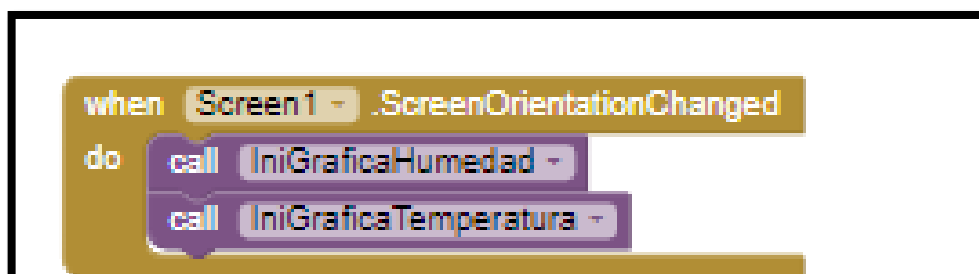 when Screen1 .ScreenOrientationChanged
do call IniGraficaHumedad
call IniGraficaTemperatura